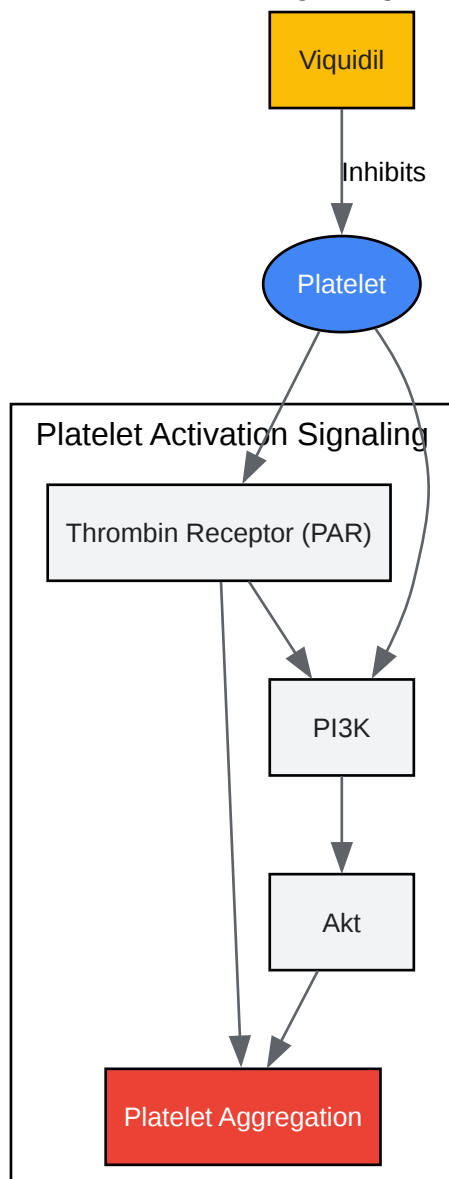 Viquidil
Inhibits
Platelet
Platelet Activation Signaling
Thrombin Receptor (PAR)
PI3K
Akt
Platelet Aggregation